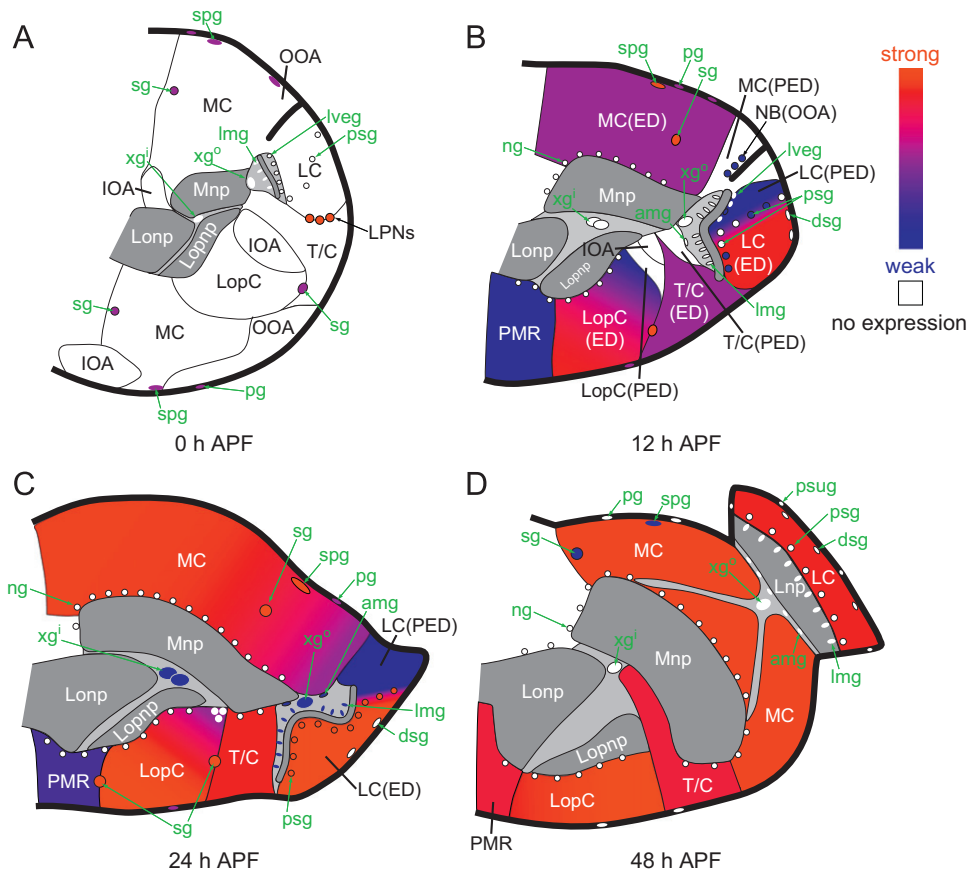 A
spg
OOA
sg
MC
lveg
lmg
psg
xgº
xgⁱ
LC
IOA
Mnp
LPNs
Lonp
Lopnp
IOA
T/C
LopC
sg
sg
MC
OOA
IOA
pg
spg
0 h APF
B
spg
pg
sg
MC(PED)
NB(OOA)
MC(ED)
lveg
ng
LC(PED)
xgº
psg
Mnp
dsg
xgⁱ
amg
LC
(ED)
Lonp
IOA
Lopnp
T/C
(ED)
lmg
PMR
LopC
(ED)
T/C(PED)
LopC(PED)
12 h APF
strong
weak
no expression
C
sg
MC
spg
pg
ng
amg
xgº
LC(PED)
xgⁱ
Mnp
Lonp
lmg
Lopnp
dsg
T/C
PMR
LopC
LC(ED)
sg
psg
24 h APF
D
pg
spg
psug
psg
sg
MC
dsg
xgº
Lnp
LC
ng
xgⁱ
Mnp
amg
lmg
Lonp
MC
Lopnp
T/C
LopC
PMR
48 h APF